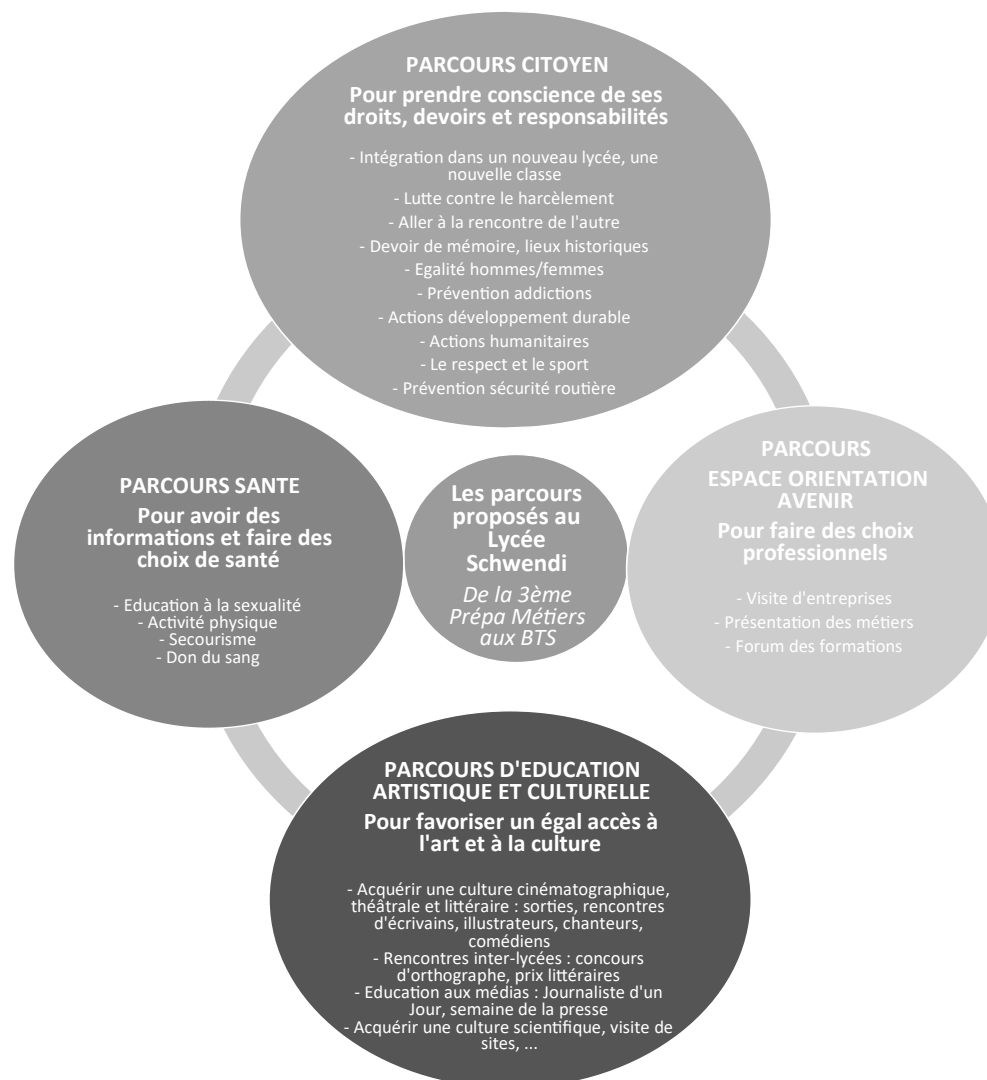 PARCOURS CITOYEN
Pour prendre conscience de ses
droits, devoirs et responsabilités
- Intégration dans un nouveau lycée, une
nouvelle classe
- Lutte contre le harcèlement
- Aller à la rencontre de l'autre
- Devoir de mémoire, lieux historiques
- Egalité hommes/femmes
- Prévention addictions
- Actions développement durable
- Actions humanitaires
- Le respect et le sport
- Prévention sécurité routière
PARCOURS SANTE
Pour avoir des
informations et faire des
choix de santé
- Education à la sexualité
- Activité physique
- Secourisme
- Don du sang
Les parcours
proposés au
Lycée
Schwendi
De la 3ème
Prépa Métiers
aux BTS
PARCOURS
ESPACE ORIENTATION
AVENIR
Pour faire des choix
professionnels
- Visite d'entreprises
- Présentation des métiers
- Forum des formations
PARCOURS D'EDUCATION
ARTISTIQUE ET CULTURELLE
Pour favoriser un égal accès à
l'art et à la culture
- Acquérir une culture cinématographique,
théâtrale et littéraire : sorties, rencontres
d'écrivains, illustrateurs, chanteurs,
comédiens
- Rencontres inter-lycées : concours
d'orthographe, prix littéraires
- Education aux médias : Journaliste d'un
Jour, semaine de la presse
- Acquérir une culture scientifique, visite de
sites, ...